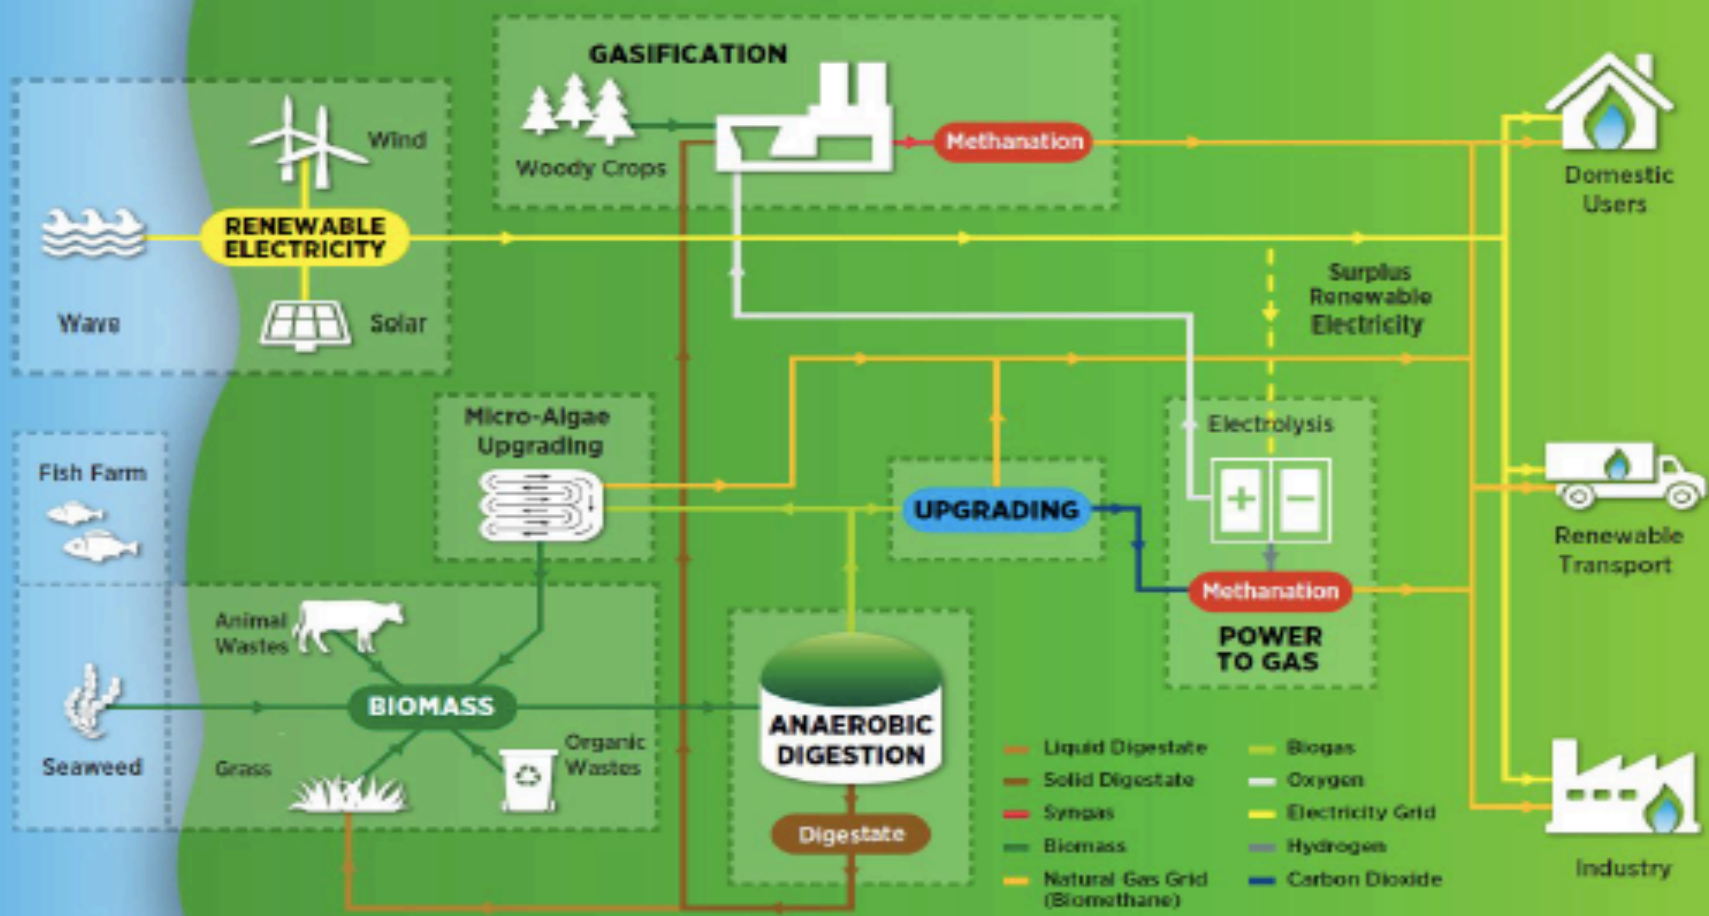 GASIFICATION
Woody Crops
Methanation
Domestic
Users
Wind
RENEWABLE
ELECTRICITY
Wave
Solar
Surplus
Renewable
Electricity
Micro-Algae
Upgrading
Fish Farm
UPGRADING
Electrolysis
+ −
Methanation
POWER
TO GAS
Renewable
Transport
Animal
Wastes
BIOMASS
Seaweed
Grass
Organic
Wastes
ANAEROBIC
DIGESTION
Digestate
Liquid Digestate
Solid Digestate
Syngas
Biomass
Natural Gas Grid
(Biomethane)
Biogas
Oxygen
Electricity Grid
Hydrogen
Carbon Dioxide
Industry